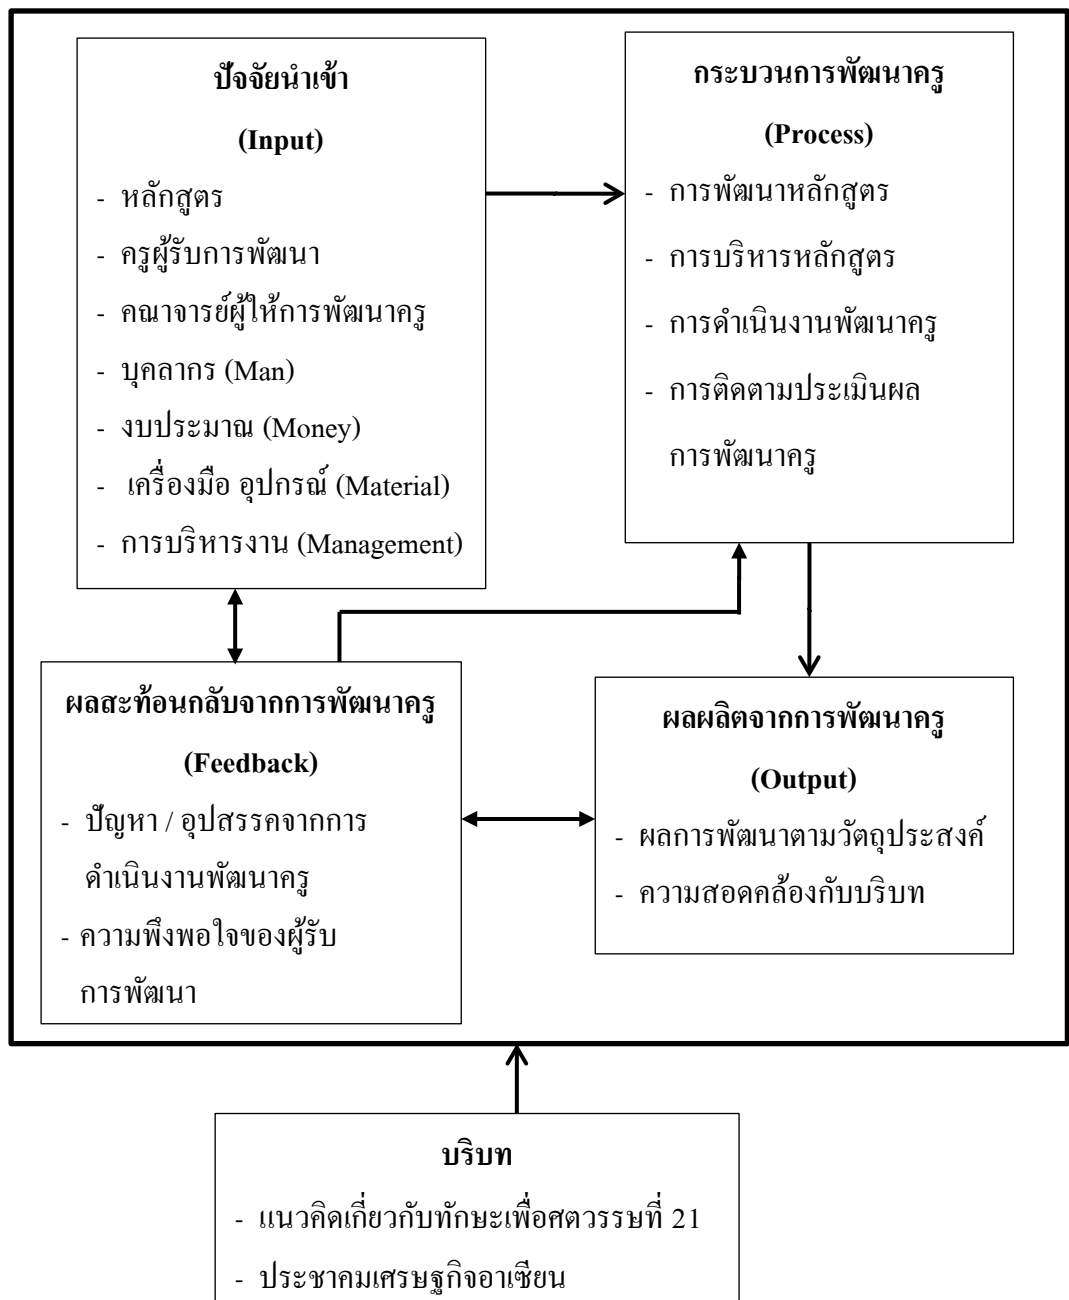 ปัจจัยนำเข้า
(Input)
- หลักสูตร
- ครูผู้รับการพัฒนา
- คณาจารย์ผู้ให้การพัฒนาครู
- บุคลากร (Man)
- งบประมาณ (Money)
- เครื่องมือ อุปกรณ์ (Material)
- การบริหารงาน (Management)
กระบวนการพัฒนาครู
(Process)
- การพัฒนาหลักสูตร
- การบริหารหลักสูตร
- การดำเนินงานพัฒนาครู
- การติดตามประเมินผล
การพัฒนาครู
ผลสะท้อนกลับจากการพัฒนาครู
(Feedback)
- ปัญหา / อุปสรรคจากการ
ดำเนินงานพัฒนาครู
- ความพึงพอใจของผู้รับ
การพัฒนา
ผลผลิตจากการพัฒนาครู
(Output)
- ผลการพัฒนาตามวัตถุประสงค์
- ความสอดคล้องกับบริบท
บริบท
- แนวคิดเกี่ยวกับทักษะเพื่อศตวรรษที่ 21
- ประชาคมเศรษฐกิจอาเซียน